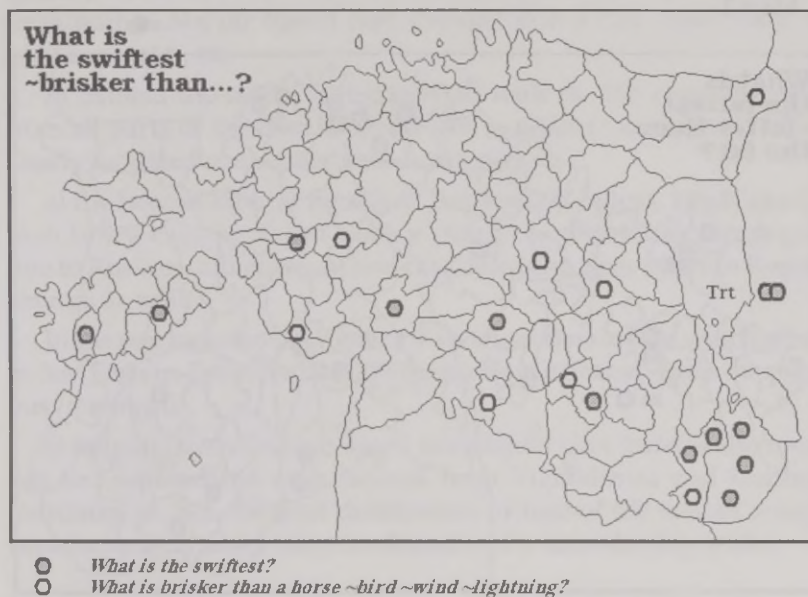 What is
the swiftest
~brisker than...?
Trt
What is the swiftest?
What is brisker than a horse ~bird ~wind ~lightning?